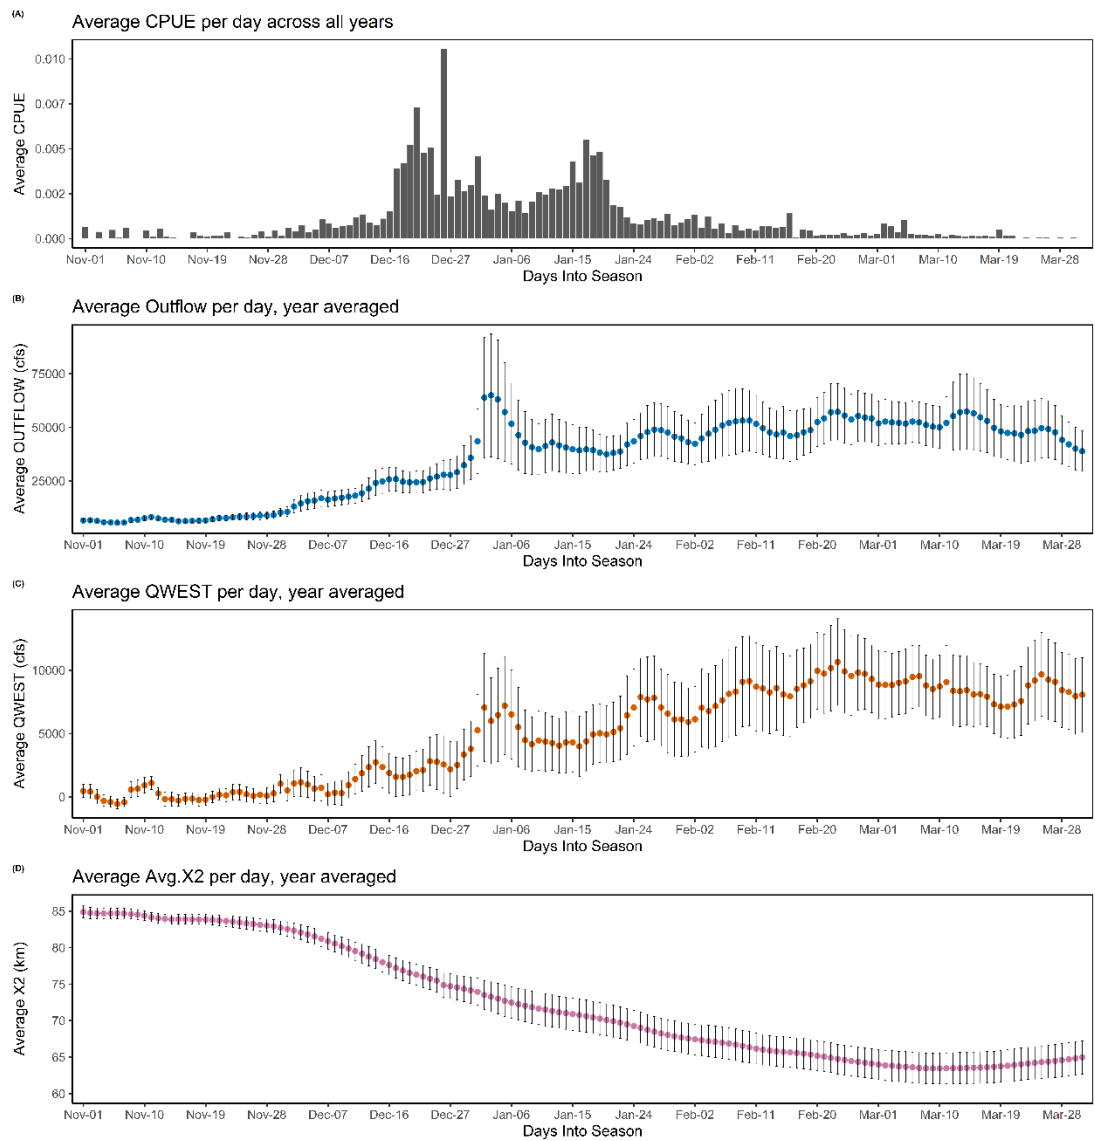 (A)
Average CPUE per day across all years
Average CPUE
0.010
0.007
0.005
0.002
0.000
Nov-01 Nov-10 Nov-19 Nov-28 Dec-07 Dec-16 Dec-27 Jan-06 Jan-15 Jan-24 Feb-02 Feb-11 Feb-20 Mar-01 Mar-10 Mar-19 Mar-28
Days Into Season
(B)
Average Outflow per day, year averaged
Average OUTFLOW (cfs)
75000
50000
25000
Nov-01 Nov-10 Nov-19 Nov-28 Dec-07 Dec-16 Dec-27 Jan-06 Jan-15 Jan-24 Feb-02 Feb-11 Feb-20 Mar-01 Mar-10 Mar-19 Mar-28
Days Into Season
(C)
Average QWEST per day, year averaged
Average QWEST (cfs)
10000
5000
0
Nov-01 Nov-10 Nov-19 Nov-28 Dec-07 Dec-16 Dec-27 Jan-06 Jan-15 Jan-24 Feb-02 Feb-11 Feb-20 Mar-01 Mar-10 Mar-19 Mar-28
Days Into Season
(D)
Average Avg.X2 per day, year averaged
Average X2 (km)
85
80
75
70
65
60
Nov-01 Nov-10 Nov-19 Nov-28 Dec-07 Dec-16 Dec-27 Jan-06 Jan-15 Jan-24 Feb-02 Feb-11 Feb-20 Mar-01 Mar-10 Mar-19 Mar-28
Days Into Season